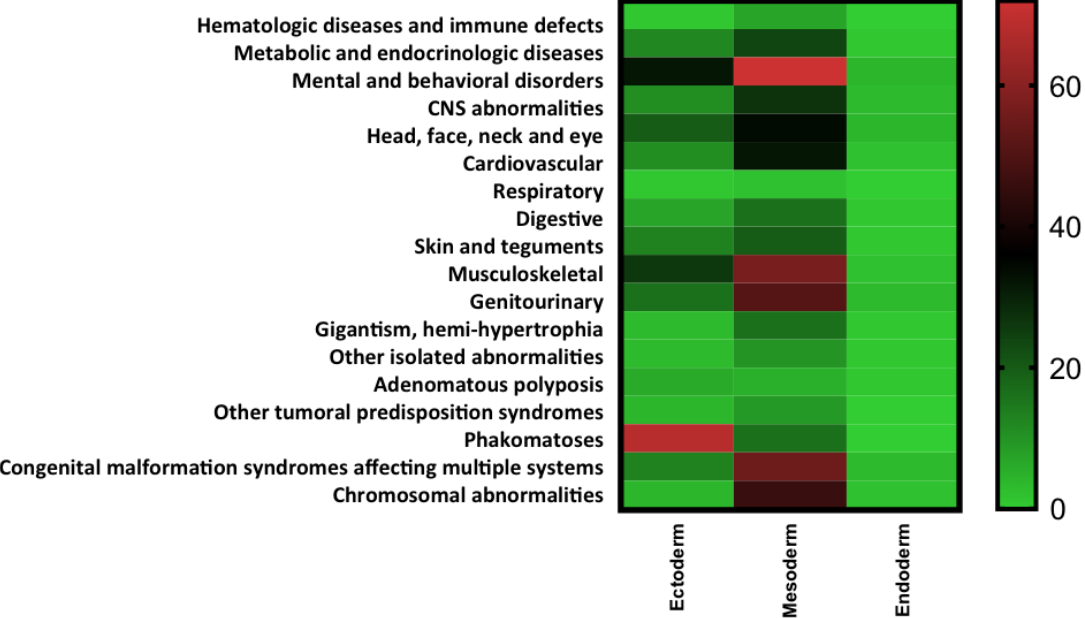 Hematologic diseases and immune defects
Metabolic and endocrinologic diseases
Mental and behavioral disorders
CNS abnormalities
Head, face, neck and eye
Cardiovascular
Respiratory
Digestive
Skin and teguments
Musculoskeletal
Genitourinary
Gigantism, hemi-hypertrophia
Other isolated abnormalities
Adenomatous polyposis
Other tumoral predisposition syndromes
Phakomatoses
Congenital malformation syndromes affecting multiple systems
Chromosomal abnormalities
Ectoderm
Mesoderm
Endoderm
60
40
20
0